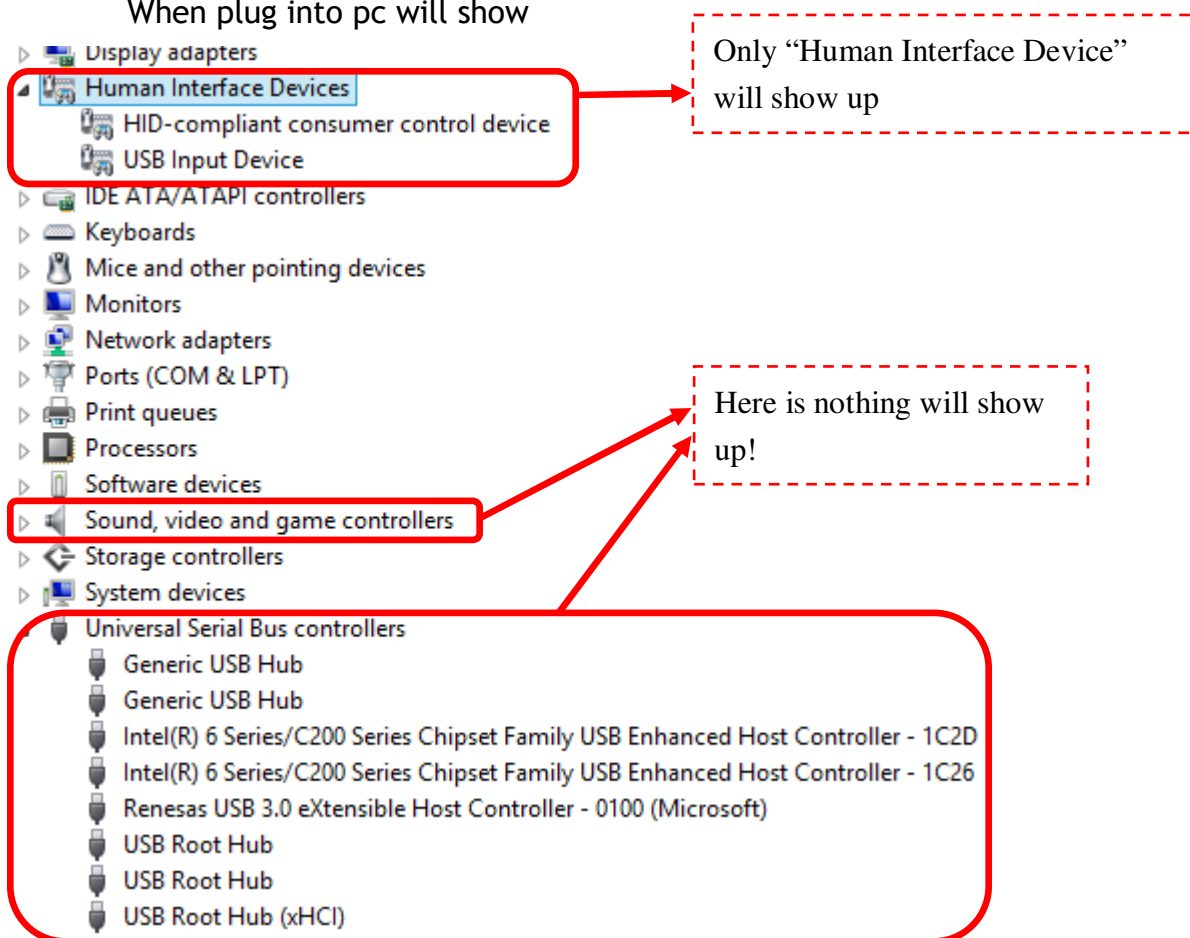 When plug into pc will show
Display adapters
Only “Human Interface Device”
will show up
Human Interface Devices
HID-compliant consumer control device
USB Input Device
IDE ATA/ATAPI controllers
Keyboards
Mice and other pointing devices
Monitors
Network adapters
Ports (COM & LPT)
Print queues
Processors
Software devices
Here is nothing will show
up!
Sound, video and game controllers
Storage controllers
System devices
Universal Serial Bus controllers
Generic USB Hub
Generic USB Hub
Intel(R) 6 Series/C200 Series Chipset Family USB Enhanced Host Controller - 1C2D
Intel(R) 6 Series/C200 Series Chipset Family USB Enhanced Host Controller - 1C26
Renesas USB 3.0 eXtensible Host Controller - 0100 (Microsoft)
USB Root Hub
USB Root Hub
USB Root Hub (xHCI)